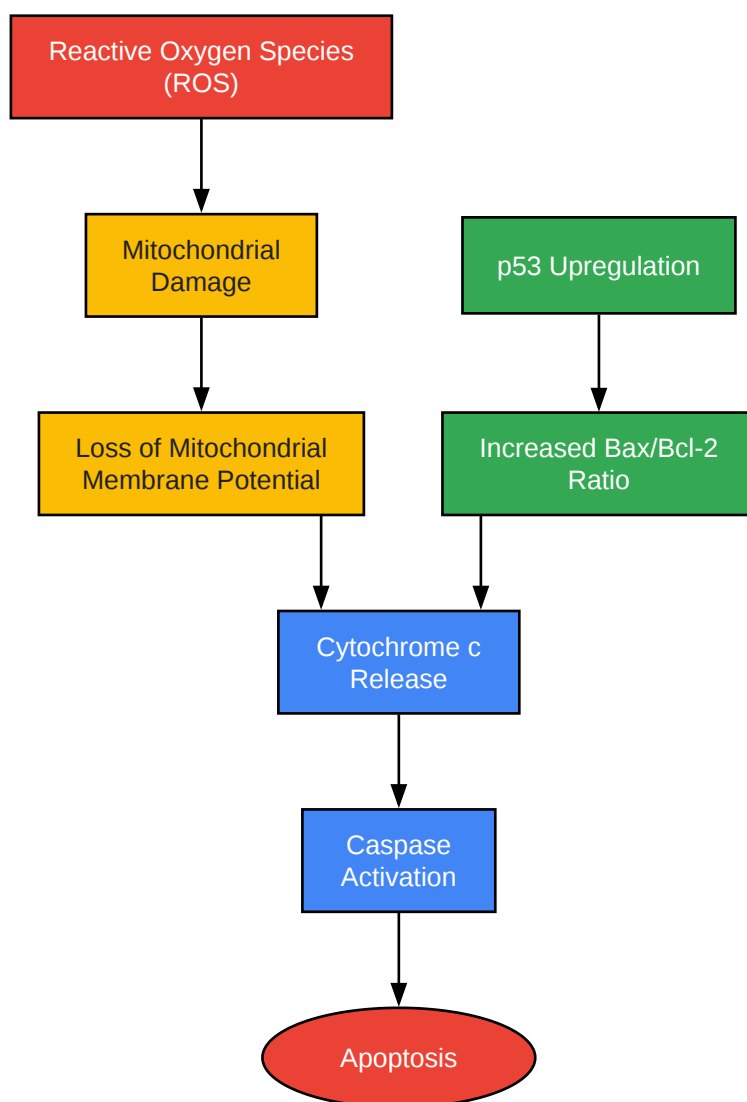 Reactive Oxygen Species
(ROS)
Mitochondrial
Damage
p53 Upregulation
Loss of Mitochondrial
Membrane Potential
Increased Bax/Bcl-2
Ratio
Cytochrome c
Release
Caspase
Activation
Apoptosis